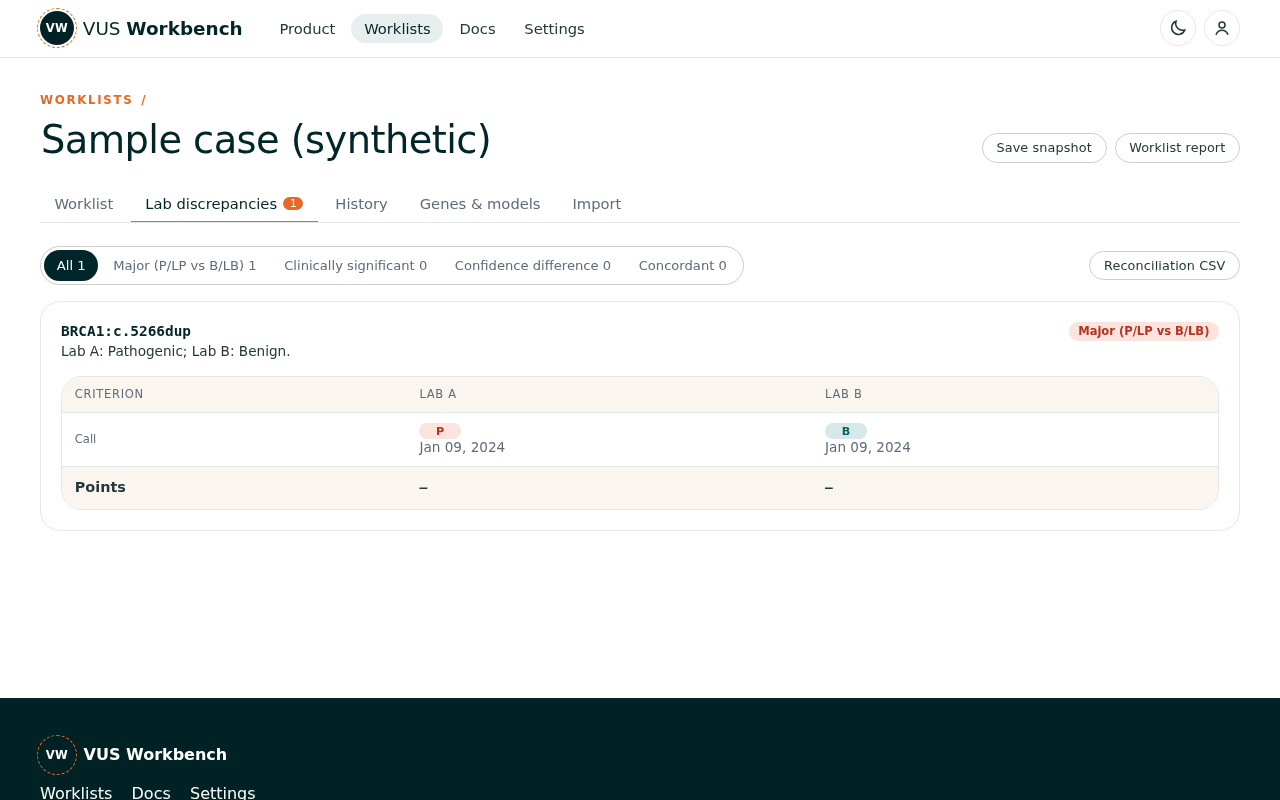 VW VUS Workbench Product Worklists Docs Settings
WORKLISTS /
Sample case (synthetic)
Save snapshot Worklist report
Worklist Lab discrepancies 1 History Genes & models Import
All 1 Major (P/LP vs B/LB) 1 Clinically significant 0 Confidence difference 0 Concordant 0 Reconciliation CSV
BRCA1:c.5266dup Major (P/LP vs B/LB)
Lab A: Pathogenic; Lab B: Benign.
CRITERION LAB A LAB B
Call P B
Jan 09, 2024 Jan 09, 2024
Points – –
VW VUS Workbench
Worklists Docs Settings